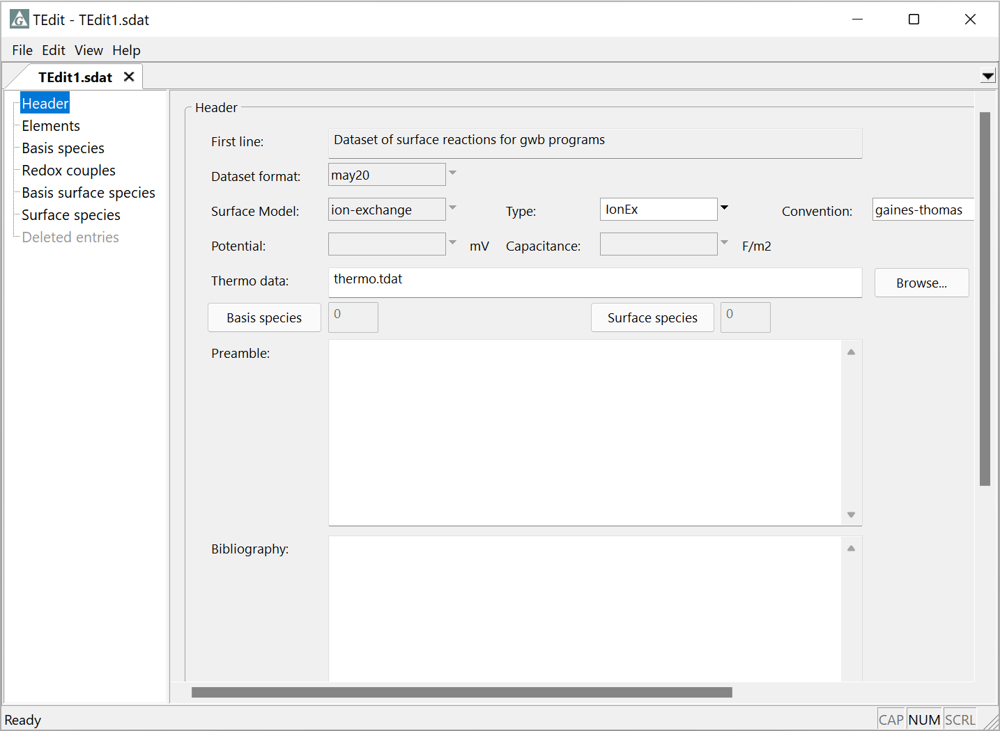 TEdit - TEdit1.sdat
File Edit View Help
TEdit1.sdat
Header
Elements
Basis species
Redox couples
Basis surface species
Surface species
Deleted entries
Header
First line: Dataset of surface reactions for gwb programs
Dataset format: may20
Surface Model: ion-exchange Type: IonEx Convention: gaines-thomas
Potential: mV Capacitance: F/m2
Thermo data: thermo.tdat Browse...
Basis species 0 Surface species 0
Preamble:
Bibliography:
Ready CAP NUM SCRL